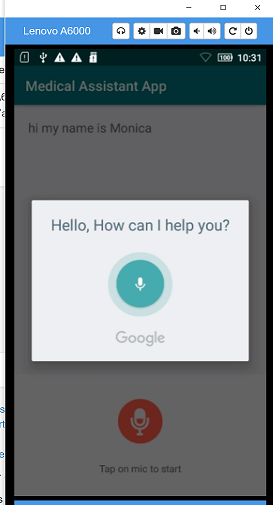 Lenovo A6000
100
10:31
Medical Assistant App
hi my name is Monica
Hello, How can I help you?
Google
Tap on mic to start